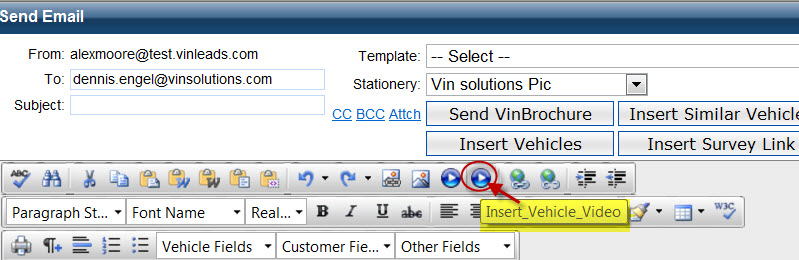 Send Email
From: alexmoore@test.vinleads.com
Template: -- Select --
To: dennis.engel@vinsolutions.com
Stationery: Vin solutions Pic
Subject:
CC BCC Attch
Send VinBrochure Insert Similar Vehicle
Insert Vehicles Insert Survey Link
ABC W W W3C
Paragraph St... Font Name Real... B I U abc Insert_Vehicle_Video
Vehicle Fields Customer Fie... Other Fields